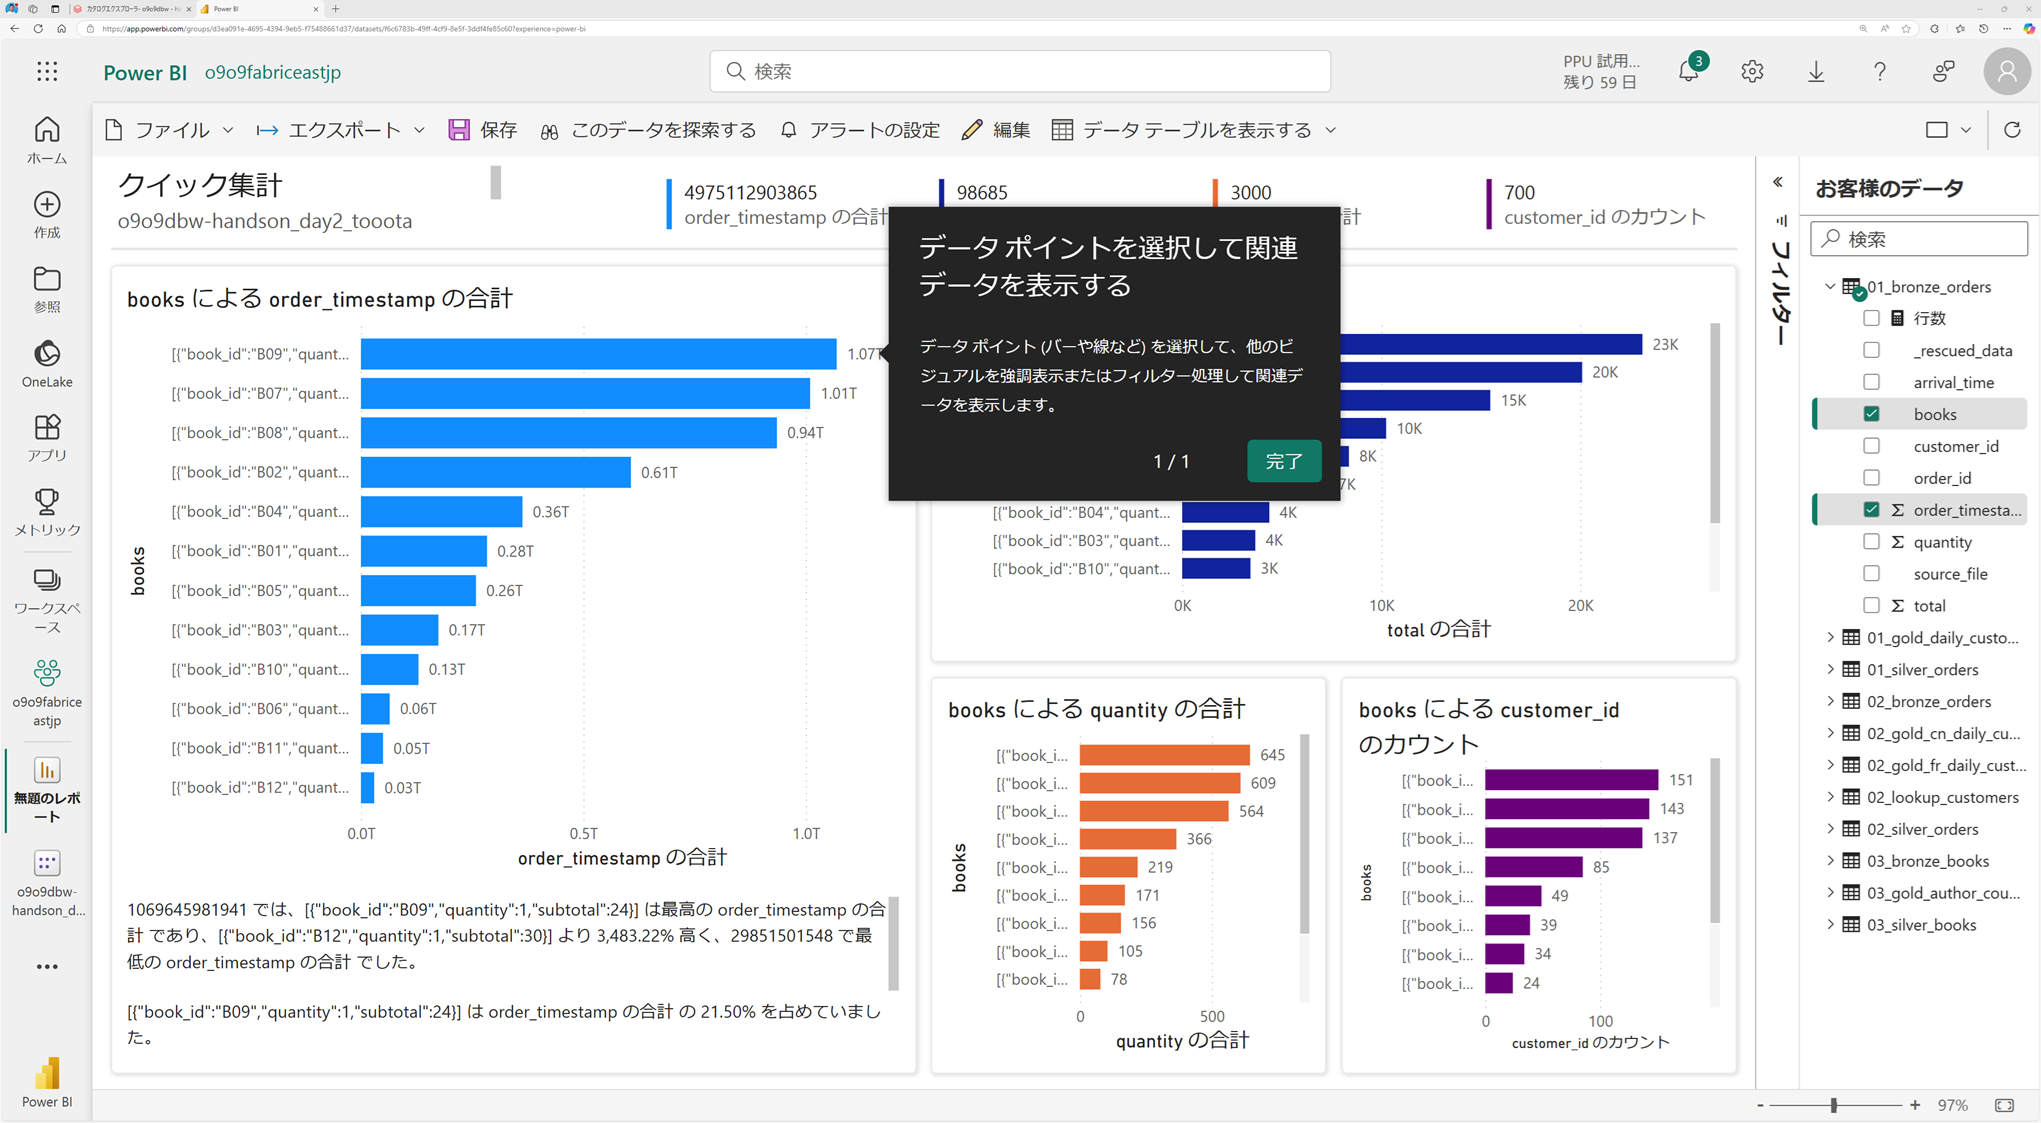 カタログエクスプローラ- o9o9dbw - ha
Power BI
https://app.powerbi.com/groups/d3ea091e-4695-4394-9eb5-f75488661d37/datasets/f6c6783b-49ff-4cf9-8e5f-3ddf4fe85c60?experience=power-bi
Power BI
o9o9fabriceastjp
検索
PPU 試用...
残り 59 日
3
ファイル
エクスポート
保存
このデータを探索する
アラートの設定
編集
データ テーブルを表示する
ホーム
作成
参照
OneLake
アプリ
メトリック
ワークスペ
ース
o9o9fabrice
astjp
無題のレポ
ート
o9o9dbw-
handson_d...
Power BI
クイック集計
o9o9dbw-handson_day2_tooota
4975112903865
order_timestamp の合計
98685
3000
計
700
customer_id のカウント
books による order_timestamp の合計
books
[{"book_id":"B09","quant... 1.07T
[{"book_id":"B07","quant... 1.01T
[{"book_id":"B08","quant... 0.94T
[{"book_id":"B02","quant... 0.61T
[{"book_id":"B04","quant... 0.36T
[{"book_id":"B01","quant... 0.28T
[{"book_id":"B05","quant... 0.26T
[{"book_id":"B03","quant... 0.17T
[{"book_id":"B10","quant... 0.13T
[{"book_id":"B06","quant... 0.06T
[{"book_id":"B11","quant... 0.05T
[{"book_id":"B12","quant... 0.03T
0.0T 0.5T 1.0T
order_timestamp の合計
1069645981941 では、[{"book_id":"B09","quantity":1,"subtotal":24}] は最高の order_timestamp の合
計 であり、[{"book_id":"B12","quantity":1,"subtotal":30}] より 3,483.22% 高く、29851501548 で最
低の order_timestamp の合計 でした。
[{"book_id":"B09","quantity":1,"subtotal":24}] は order_timestamp の合計 の 21.50% を占めていまし
た。
データ ポイントを選択して関連
データを表示する
データ ポイント (バーや線など) を選択して、他のビ
ジュアルを強調表示またはフィルター処理して関連デ
ータを表示します。
1 / 1
完了
23K
20K
15K
10K
8K
7K
[{"book_id":"B04","quant... 4K
[{"book_id":"B03","quant... 4K
[{"book_id":"B10","quant... 3K
0K 10K 20K
total の合計
books による quantity の合計
books
[{"book_i... 645
[{"book_i... 609
[{"book_i... 564
[{"book_i... 366
[{"book_i... 219
[{"book_i... 171
[{"book_i... 156
[{"book_i... 105
[{"book_i... 78
0 500
quantity の合計
books による customer_id
のカウント
books
[{"book_i... 151
[{"book_i... 143
[{"book_i... 137
[{"book_i... 85
[{"book_i... 49
[{"book_i... 39
[{"book_i... 34
[{"book_i... 24
0 100
customer_id のカウント
フィルター
お客様のデータ
検索
01_bronze_orders
行数
_rescued_data
arrival_time
books
customer_id
order_id
order_timesta...
quantity
source_file
total
01_gold_daily_custo...
01_silver_orders
02_bronze_orders
02_gold_cn_daily_cu...
02_gold_fr_daily_cust...
02_lookup_customers
02_silver_orders
03_bronze_books
03_gold_author_cou...
03_silver_books
97%